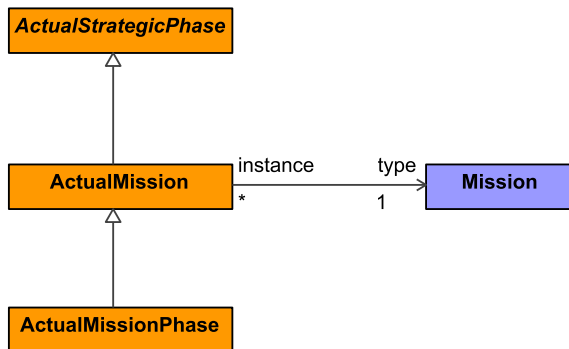 ActualStrategicPhase
instance type
ActualMission Mission
* 1
ActualMissionPhase